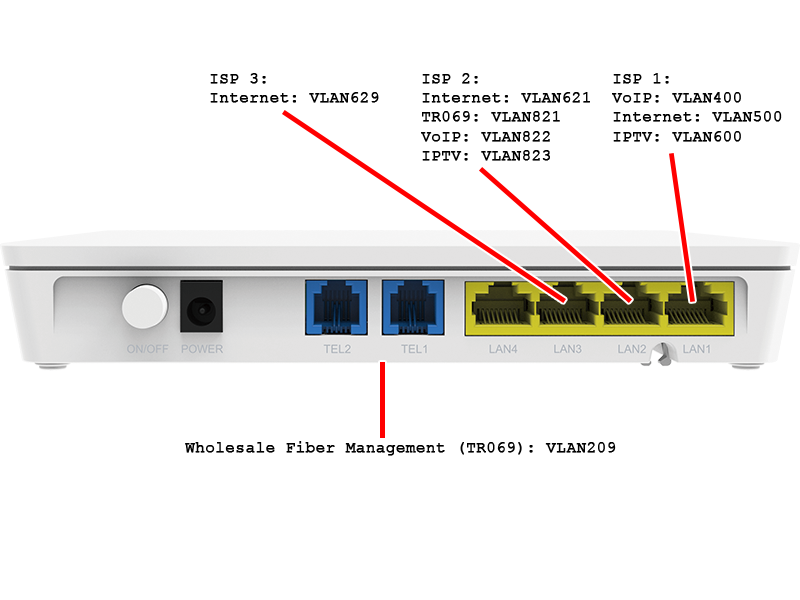 ISP 3:
Internet: VLAN629
ISP 2:
Internet: VLAN621
TR069: VLAN821
VoIP: VLAN822
IPTV: VLAN823
ISP 1:
VoIP: VLAN400
Internet: VLAN500
IPTV: VLAN600
ON/OFF
POWER
TEL2
TEL1
LAN4
LAN3
LAN2
LAN1
Wholesale Fiber Management (TR069): VLAN209